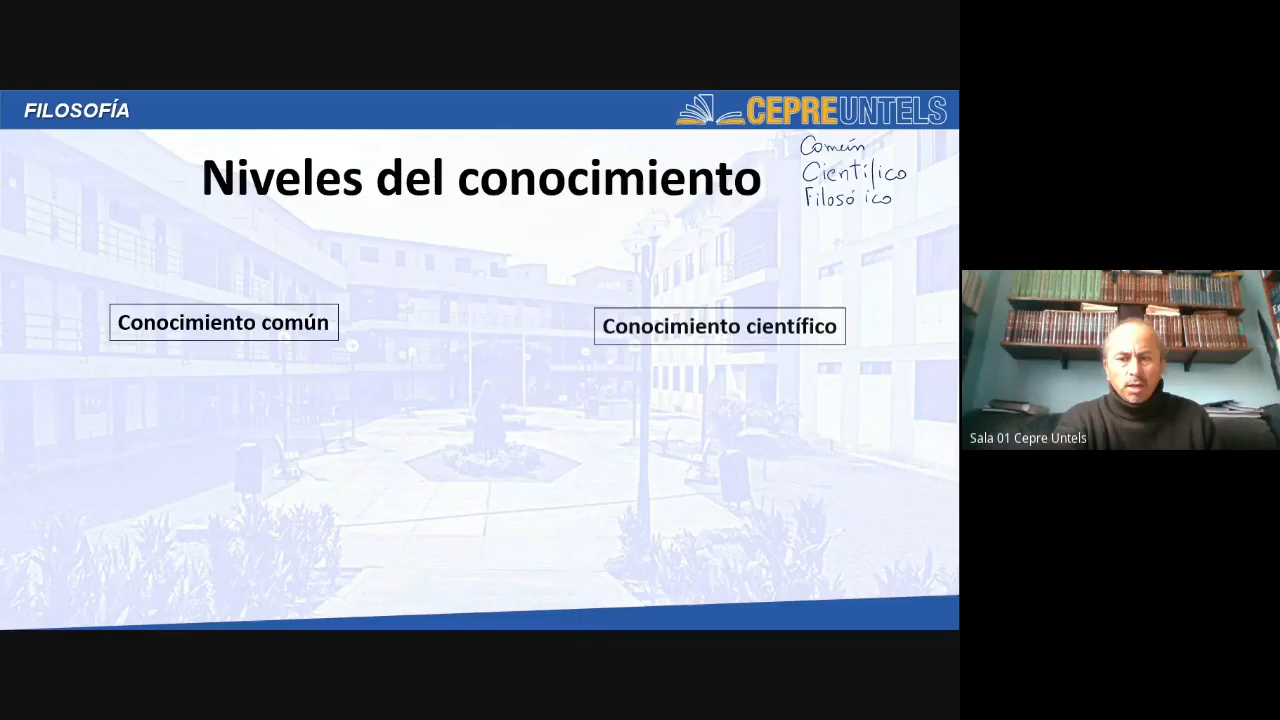 FILOSOFÍA
CEPREUNTELS
Niveles del conocimiento
Común
Científico
Filosó ico
Conocimiento común
Conocimiento científico
Sala 01 Cepre Untels